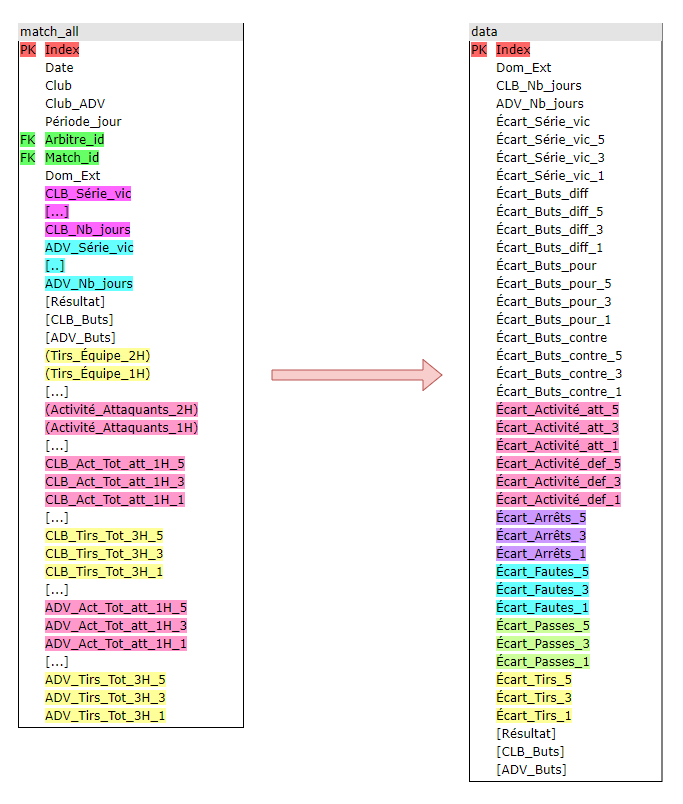 match_all
PK Index
Date
Club
Club_ADV
Période_jour
FK Arbitre_id
FK Match_id
Dom_Ext
CLB_Série_vic
[...]
CLB_Nb_jours
ADV_Série_vic
[..]
ADV_Nb_jours
[Résultat]
[CLB_Buts]
[ADV_Buts]
(Tirs_Équipe_2H)
(Tirs_Équipe_1H)
[...]
(Activité_Attaquants_2H)
(Activité_Attaquants_1H)
[...]
CLB_Act_Tot_att_1H_5
CLB_Act_Tot_att_1H_3
CLB_Act_Tot_att_1H_1
[...]
CLB_Tirs_Tot_3H_5
CLB_Tirs_Tot_3H_3
CLB_Tirs_Tot_3H_1
[...]
ADV_Act_Tot_att_1H_5
ADV_Act_Tot_att_1H_3
ADV_Act_Tot_att_1H_1
[...]
ADV_Tirs_Tot_3H_5
ADV_Tirs_Tot_3H_3
ADV_Tirs_Tot_3H_1
data
PK Index
Dom_Ext
CLB_Nb_jours
ADV_Nb_jours
Écart_Série_vic
Écart_Série_vic_5
Écart_Série_vic_3
Écart_Série_vic_1
Écart_Buts_diff
Écart_Buts_diff_5
Écart_Buts_diff_3
Écart_Buts_diff_1
Écart_Buts_pour
Écart_Buts_pour_5
Écart_Buts_pour_3
Écart_Buts_pour_1
Écart_Buts_contre
Écart_Buts_contre_5
Écart_Buts_contre_3
Écart_Buts_contre_1
Écart_Activité_att_5
Écart_Activité_att_3
Écart_Activité_att_1
Écart_Activité_def_5
Écart_Activité_def_3
Écart_Activité_def_1
Écart_Arrêts_5
Écart_Arrêts_3
Écart_Arrêts_1
Écart_Fautes_5
Écart_Fautes_3
Écart_Fautes_1
Écart_Passes_5
Écart_Passes_3
Écart_Passes_1
Écart_Tirs_5
Écart_Tirs_3
Écart_Tirs_1
[Résultat]
[CLB_Buts]
[ADV_Buts]